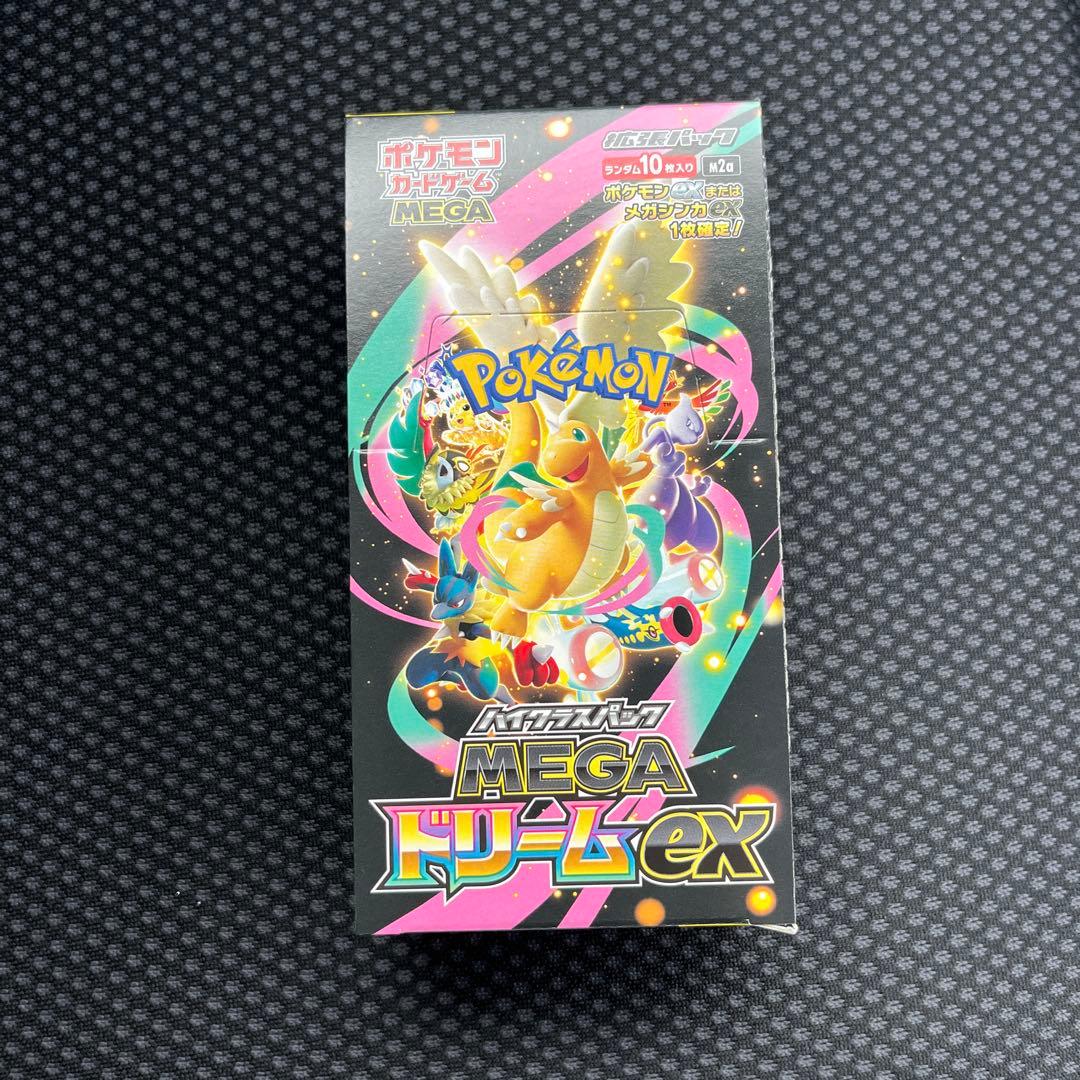 ポケモン
カードゲーム™
MEGA
拡張パック
ランダム10枚入り
M2a
ポケモンexまたは
メガシンカex
1枚確定!
POKéMON
™
ハイクラスパック
MEGA
ドリームex